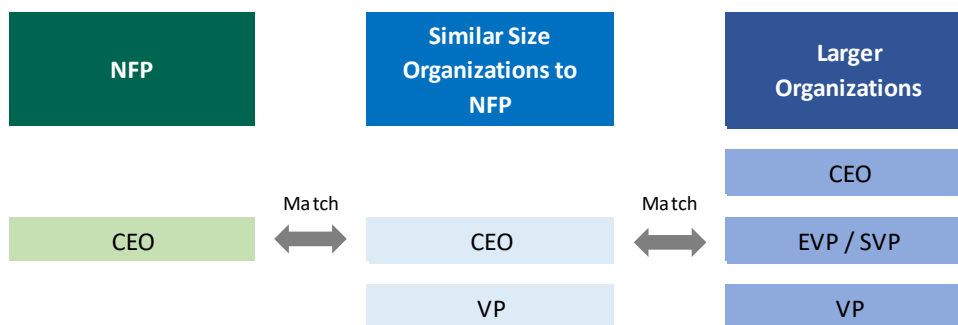 NFP
Similar Size
Organizations to
NFP
Larger
Organizations
CEO
Match
Match
CEO
CEO
EVP / SVP
VP
VP